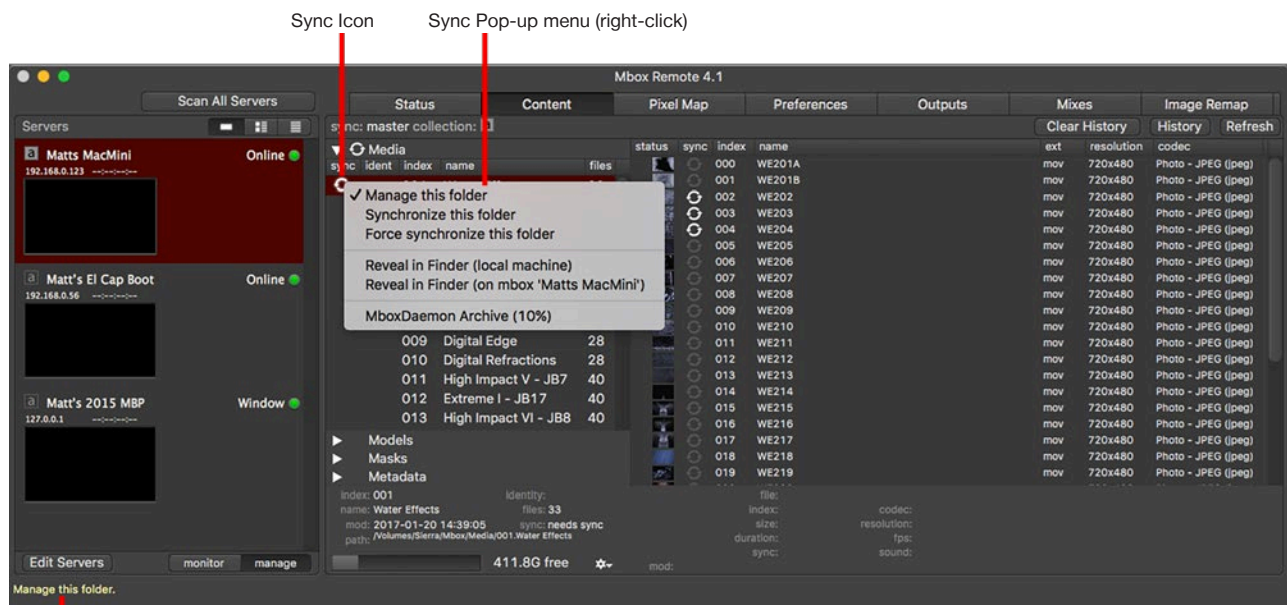 Sync Icon Sync Pop-up menu (right-click)
Mbox Remote 4.1
Scan All Servers Status Content Pixel Map Preferences Outputs Mixes Image Remap
Servers sync: master collection: Clear History History Refresh
a Matts MacMini Online
192.168.0.123 --:--:--:--
Media
sync ident index name files
Manage this folder
Synchronize this folder
Force synchronize this folder
Reveal in Finder (local machine)
Reveal in Finder (on mbox 'Matts MacMini')
MboxDaemon Archive (10%)
009 Digital Edge 28
010 Digital Refractions 28
011 High Impact V - JB7 40
012 Extreme I - JB17 40
013 High Impact VI - JB8 40
Models
Masks
Metadata
status sync index name ext resolution codec
000 WE201A mov 720x480 Photo - JPEG (jpeg)
001 WE201B mov 720x480 Photo - JPEG (jpeg)
002 WE202 mov 720x480 Photo - JPEG (jpeg)
003 WE203 mov 720x480 Photo - JPEG (jpeg)
004 WE204 mov 720x480 Photo - JPEG (jpeg)
005 WE205 mov 720x480 Photo - JPEG (jpeg)
006 WE206 mov 720x480 Photo - JPEG (jpeg)
007 WE207 mov 720x480 Photo - JPEG (jpeg)
008 WE208 mov 720x480 Photo - JPEG (jpeg)
009 WE209 mov 720x480 Photo - JPEG (jpeg)
010 WE210 mov 720x480 Photo - JPEG (jpeg)
011 WE211 mov 720x480 Photo - JPEG (jpeg)
012 WE212 mov 720x480 Photo - JPEG (jpeg)
013 WE213 mov 720x480 Photo - JPEG (jpeg)
014 WE214 mov 720x480 Photo - JPEG (jpeg)
015 WE215 mov 720x480 Photo - JPEG (jpeg)
016 WE216 mov 720x480 Photo - JPEG (jpeg)
017 WE217 mov 720x480 Photo - JPEG (jpeg)
018 WE218 mov 720x480 Photo - JPEG (jpeg)
019 WE219 mov 720x480 Photo - JPEG (jpeg)
a Matt's El Cap Boot Online
192.168.0.56 --:--:--:--
a Matt's 2015 MBP Window
127.0.0.1 --:--:--:--
index: 001 identity:
name: Water Effects files: 33
mod: 2017-01-20 14:39:05 sync: needs sync
path: /Volumes/Sierra/Mbox/Media/001.Water Effects
file:
index: codec:
size: resolution:
duration: fps:
sync: sound:
mod:
Edit Servers monitor manage 411.8G free
Manage this folder.